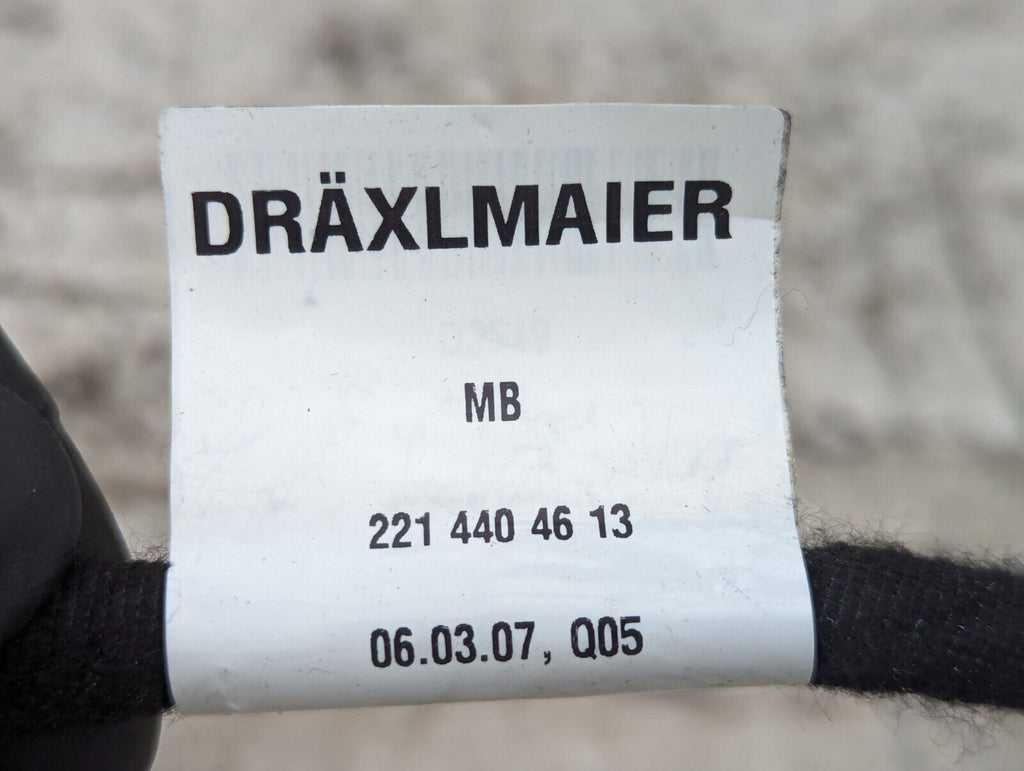 DRÄXLMAIER
MB
221 440 46 13
06.03.07, Q05